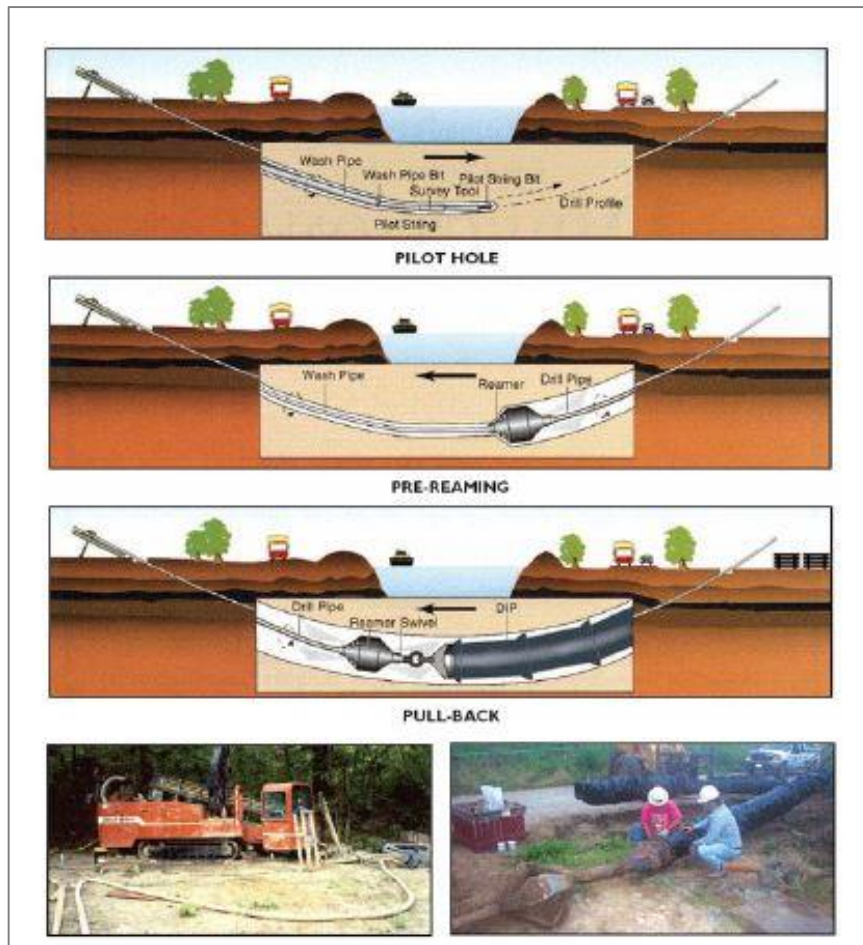 Wash Pipe
Wash Pipe Bit
Pilot String Bit
Survey Tool
Drill Profile
Pilot String
PILOT HOLE
Wash Pipe
Drill Pipe
Reamer
PRE-REAMING
Drill Pipe
DIP
Reamer Swivel
PULL-BACK